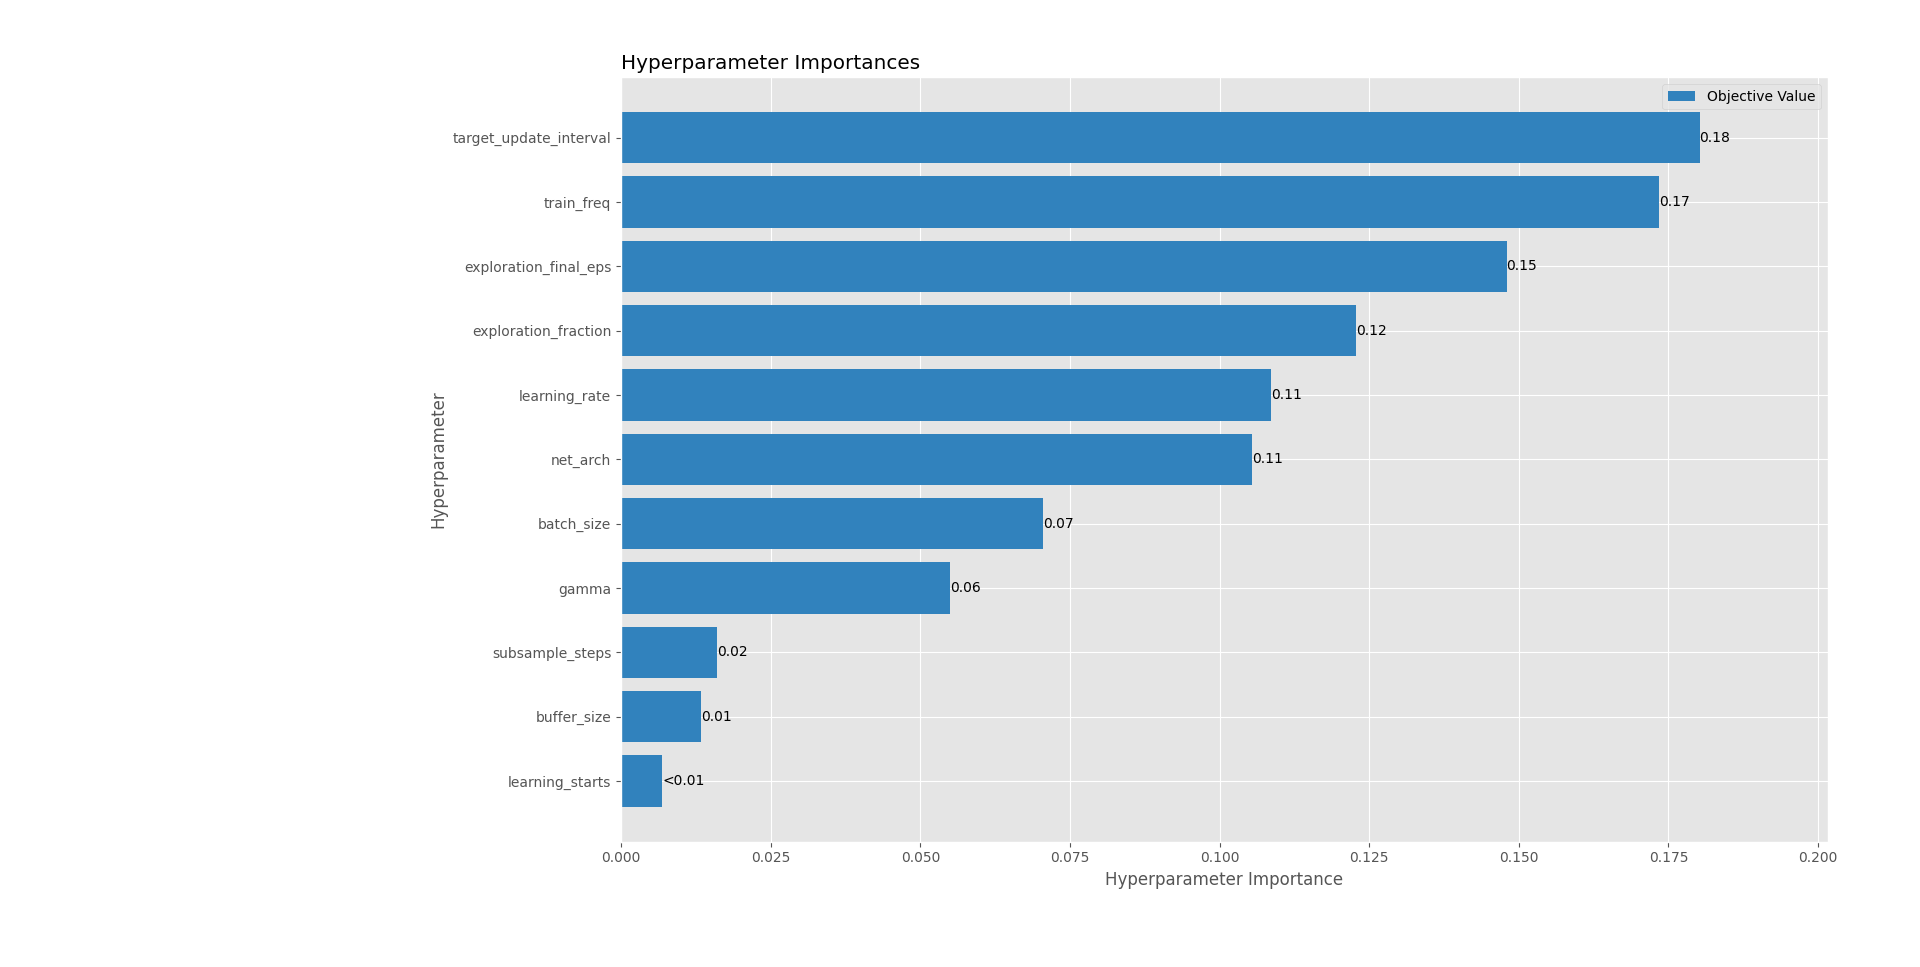 Hyperparameter Importances
Objective Value
Hyperparameter
target_update_interval 0.18
train_freq 0.17
exploration_final_eps 0.15
exploration_fraction 0.12
learning_rate 0.11
net_arch 0.11
batch_size 0.07
gamma 0.06
subsample_steps 0.02
buffer_size 0.01
learning_starts <0.01
0.000 0.025 0.050 0.075 0.100 0.125 0.150 0.175 0.200
Hyperparameter Importance